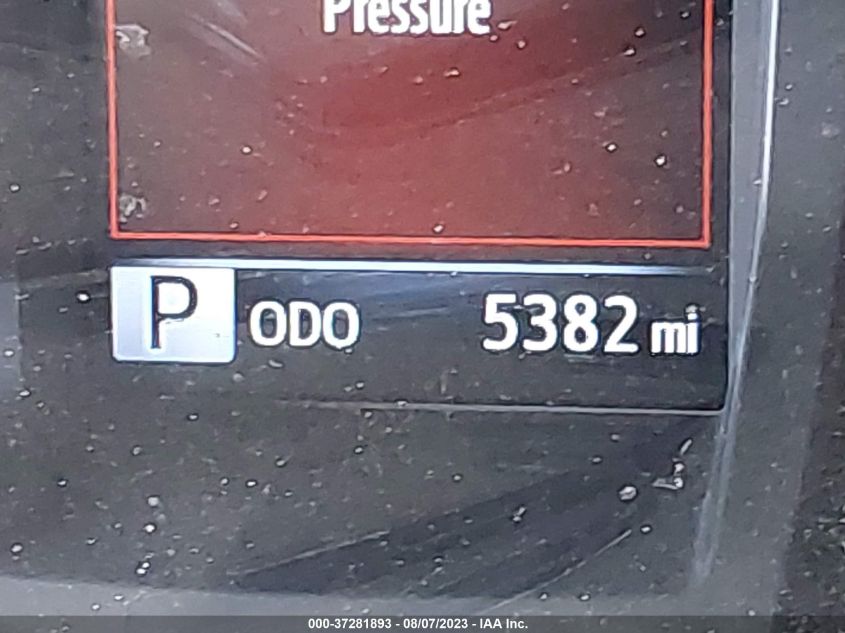 Pressure
P ODO 5382 mi
000-37281893 - 08/07/2023 - IAA Inc.